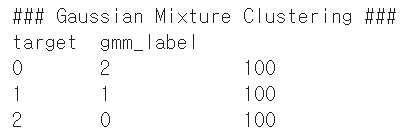 ### Gaussian Mixture Clustering ###
target gmm_label
0 2 100
1 1 100
2 0 100